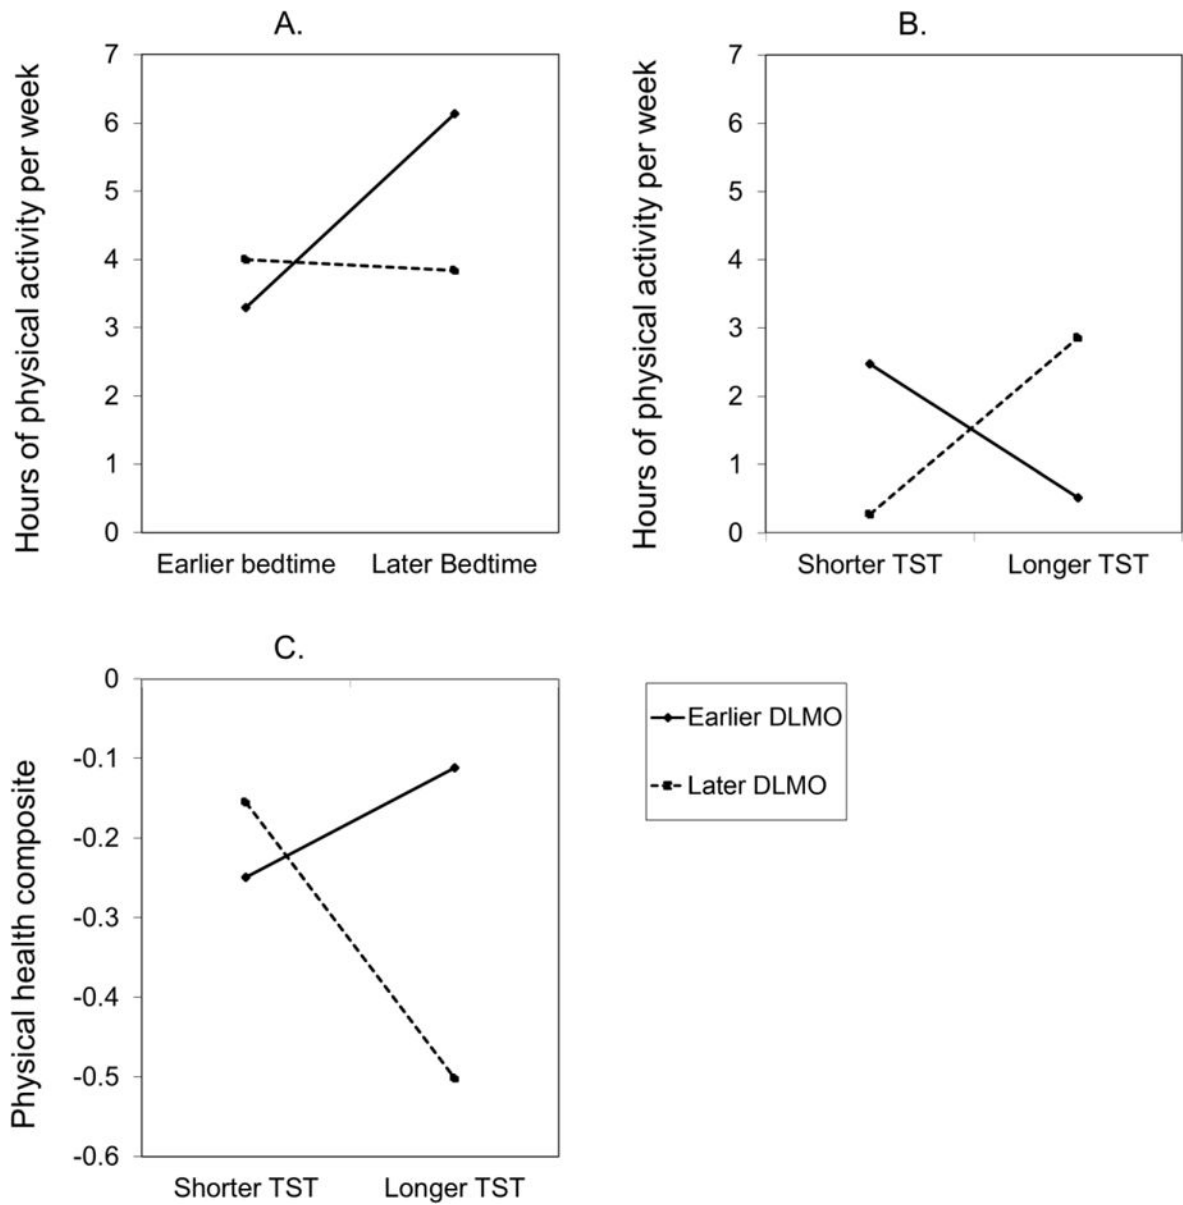 A.
Hours of physical activity per week
7
6
5
4
3
2
1
0
Earlier bedtime Later Bedtime
B.
Hours of physical activity per week
7
6
5
4
3
2
1
0
Shorter TST Longer TST
C.
Physical health composite
0
-0.1
-0.2
-0.3
-0.4
-0.5
-0.6
Shorter TST Longer TST
Earlier DLMO
Later DLMO